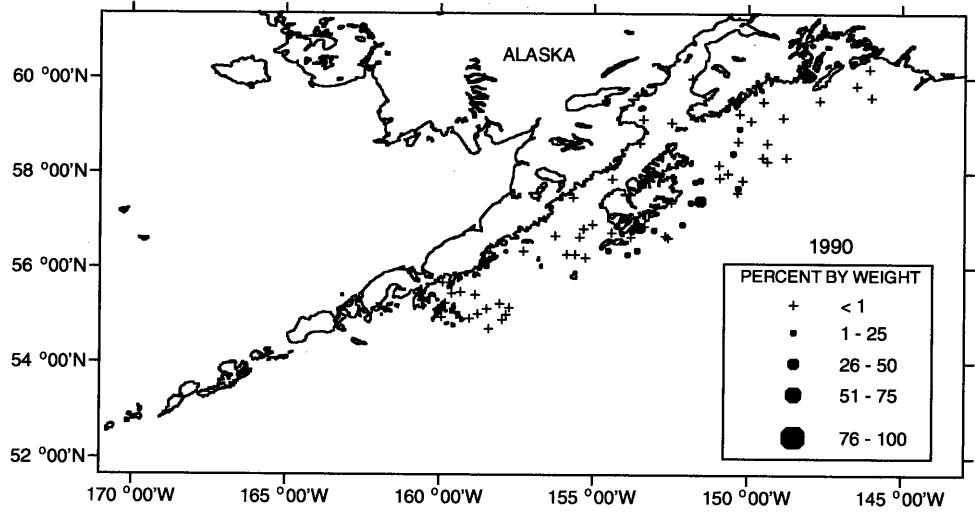 ALASKA
60 °00'N
58 °00'N
56 °00'N
54 °00'N
52 °00'N
1990
PERCENT BY WEIGHT
< 1
1 - 25
26 - 50
51 - 75
76 - 100
170 °00'W 165 °00'W 160 °00'W 155 °00'W 150 °00'W 145 °00'W